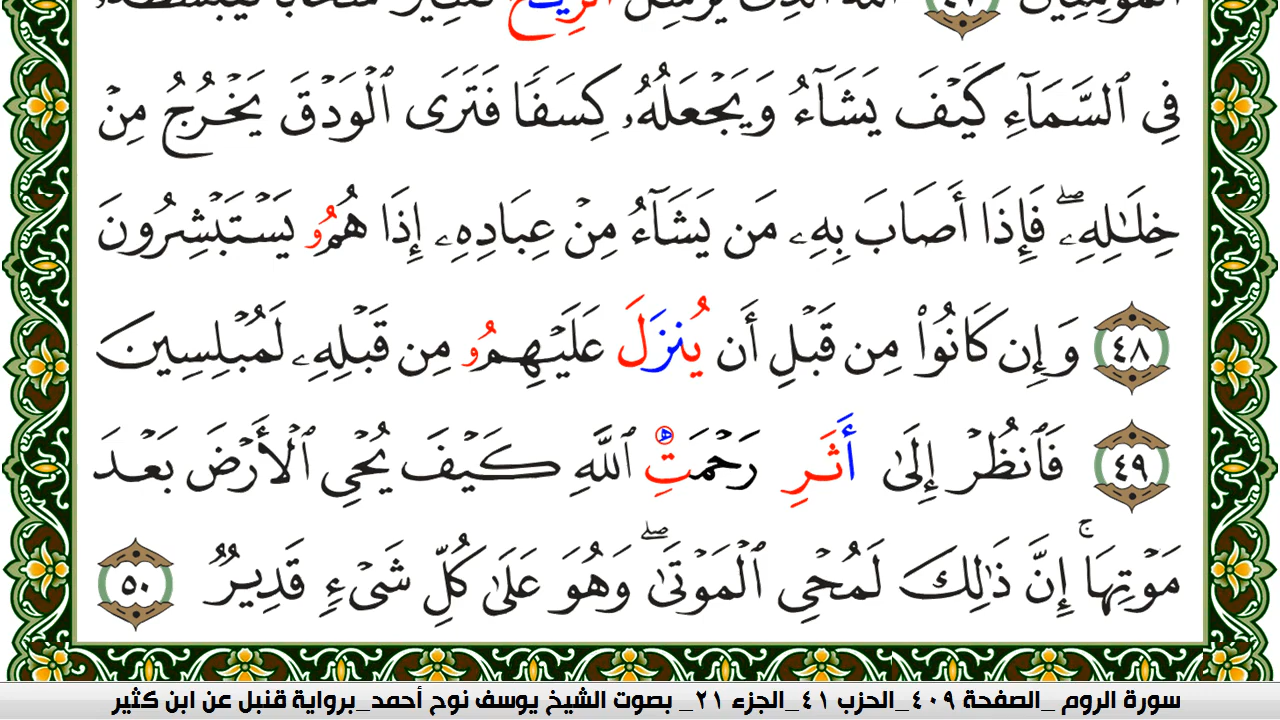 فِي ٱلسَّمَآءِ كَيۡفَ يَشَآءُ وَيَجۡعَلُهُۥ كِسَفٗا فَتَرَى ٱلۡوَدۡقَ يَخۡرُجُ مِنۡ
خِلَٰلِهِۦۖ فَإِذَا أَصَابَ بِهِۦ مَن يَشَآءُ مِنۡ عِبَادِهِۦ إِذَا هُمُۥ يَسۡتَبۡشِرُونَ
٤٨ وَإِن كَانُواْ مِن قَبۡلِ أَن يُنزَلَ عَلَيۡهِمُۥ مِن قَبۡلِهِۦ لَمُبۡلِسِينَ
٤٩ فَٱنظُرۡ إِلَىٰ أَثَرِ رَحۡمَتِ ٱللَّهِ كَيۡفَ يُحۡيِ ٱلۡأَرۡضَ بَعۡدَ
مَوۡتِهَاۚ إِنَّ ذَٰلِكَ لَمُحۡيِ ٱلۡمَوۡتَىٰۖ وَهُوَ عَلَىٰ كُلِّ شَيۡءٖ قَدِيرٞ ٥٠
سورة الروم _الصفحة ٤٠٩_الحزب ٤١_الجزء ٢١_ بصوت الشيخ يوسف نوح أحمد_برواية قنبل عن ابن كثير